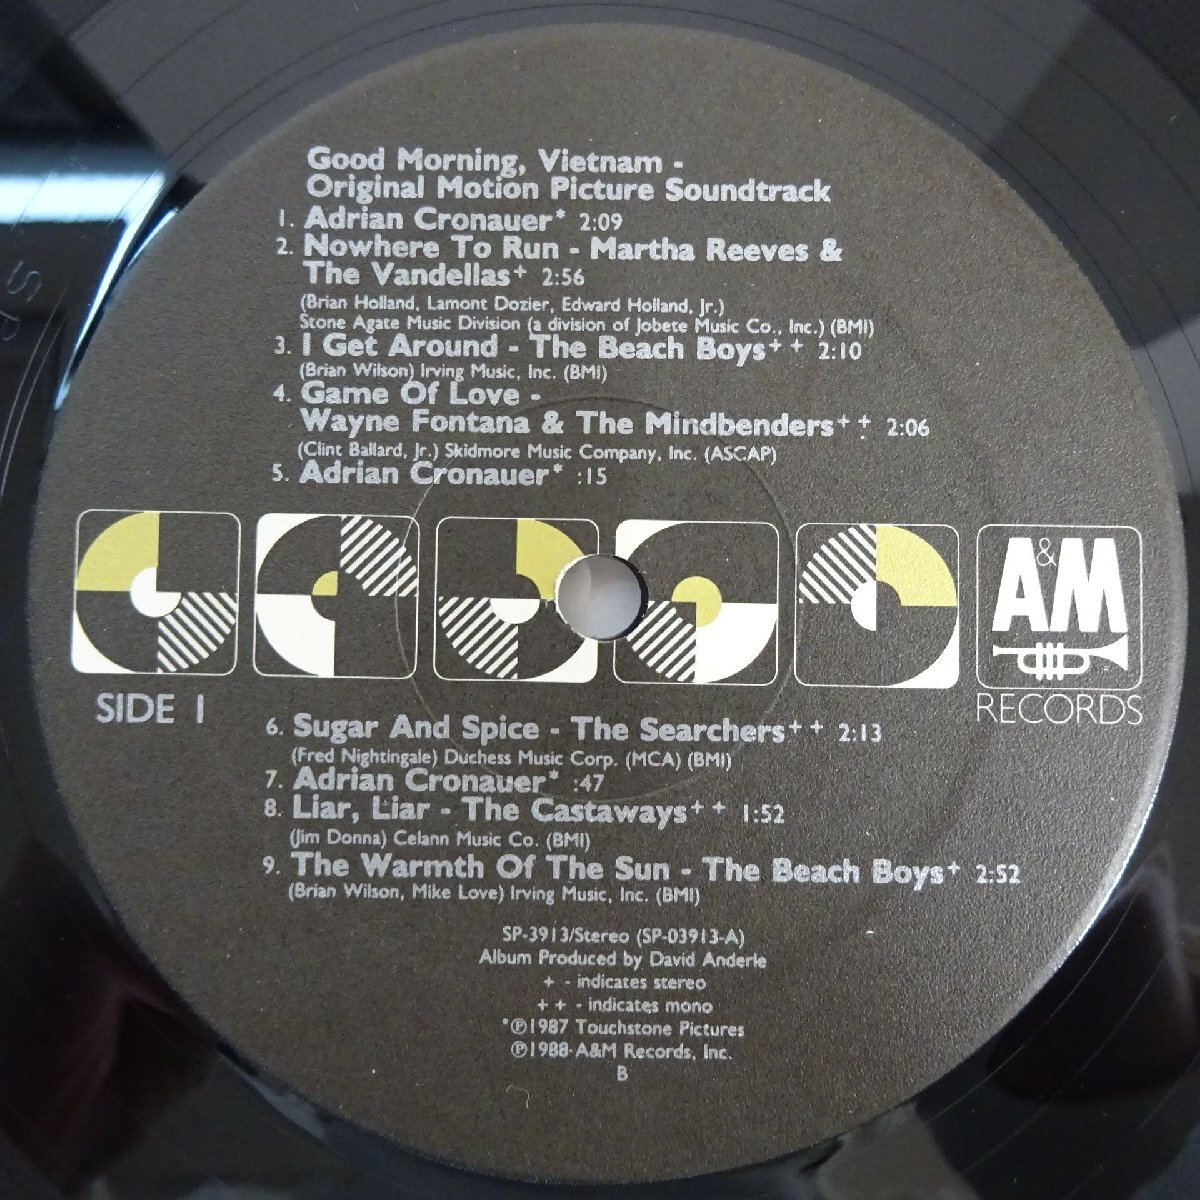 Good Morning, Vietnam -
Original Motion Picture Soundtrack
1. Adrian Cronauer* 2:09
2. Nowhere To Run - Martha Reeves &
The Vandellas+ 2:56
(Brian Holland, Lamont Dozier, Edward Holland, Jr.)
Stone Agate Music Division (a division of Jobete Music Co., Inc.) (BMI)
3. I Get Around - The Beach Boys++ 2:10
(Brian Wilson) Irving Music, Inc. (BMI)
4. Game Of Love -
Wayne Fontana & The Mindbenders++ 2:06
(Clint Ballard, Jr.) Skidmore Music Company, Inc. (ASCAP)
5. Adrian Cronauer* :15
A&M
SIDE 1
RECORDS
6. Sugar And Spice - The Searchers++ 2:13
(Fred Nightingale) Duchess Music Corp. (MCA) (BMI)
7. Adrian Cronauer* :47
8. Liar, Liar - The Castaways++ 1:52
(Jim Donna) Celann Music Co. (BMI)
9. The Warmth Of The Sun - The Beach Boys+ 2:52
(Brian Wilson, Mike Love) Irving Music, Inc. (BMI)
SP-3913/Stereo (SP-03913-A)
Album Produced by David Anderle
+ - indicates stereo
++ - indicates mono
*℗1987 Touchstone Pictures
℗1988 A&M Records, Inc.
B